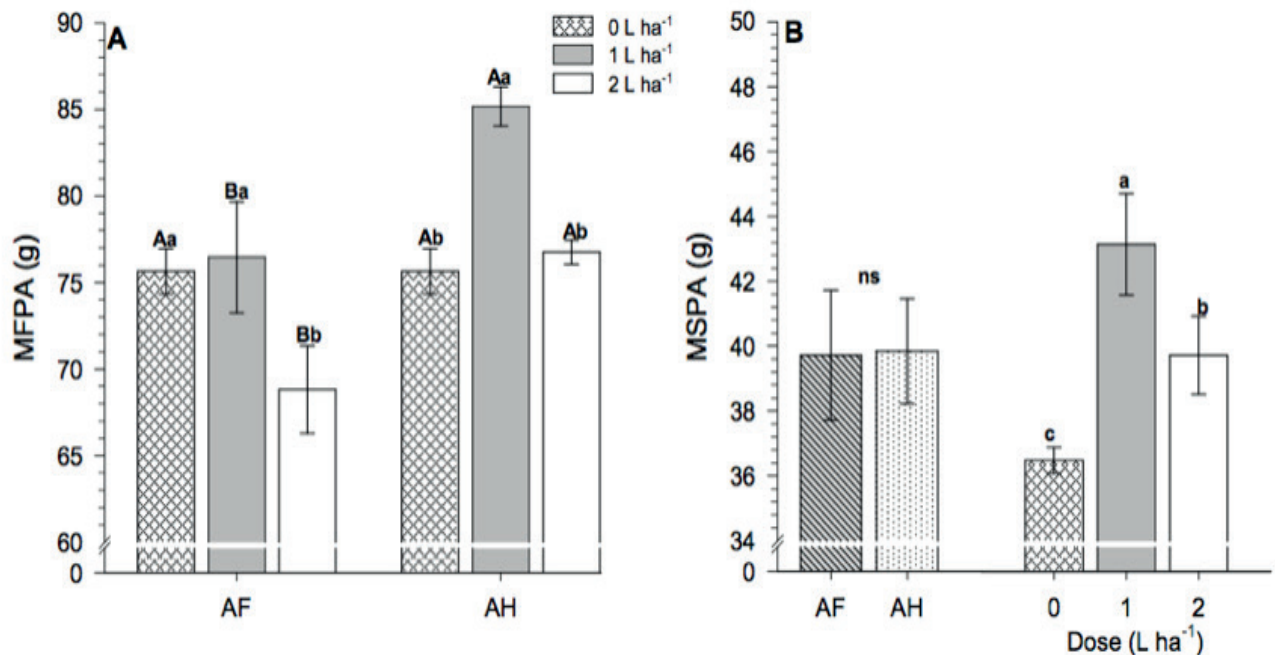 A
90
85
80
75
70
65
60
0
MFPA (g)
0 L ha⁻¹
1 L ha⁻¹
2 L ha⁻¹
Aa
Ba
Bb
Ab
Aa
Ab
AF
AH
B
50
48
46
44
42
40
38
36
34
0
MSPA (g)
ns
c
a
b
AF
AH
0
1
2
Dose (L ha⁻¹)